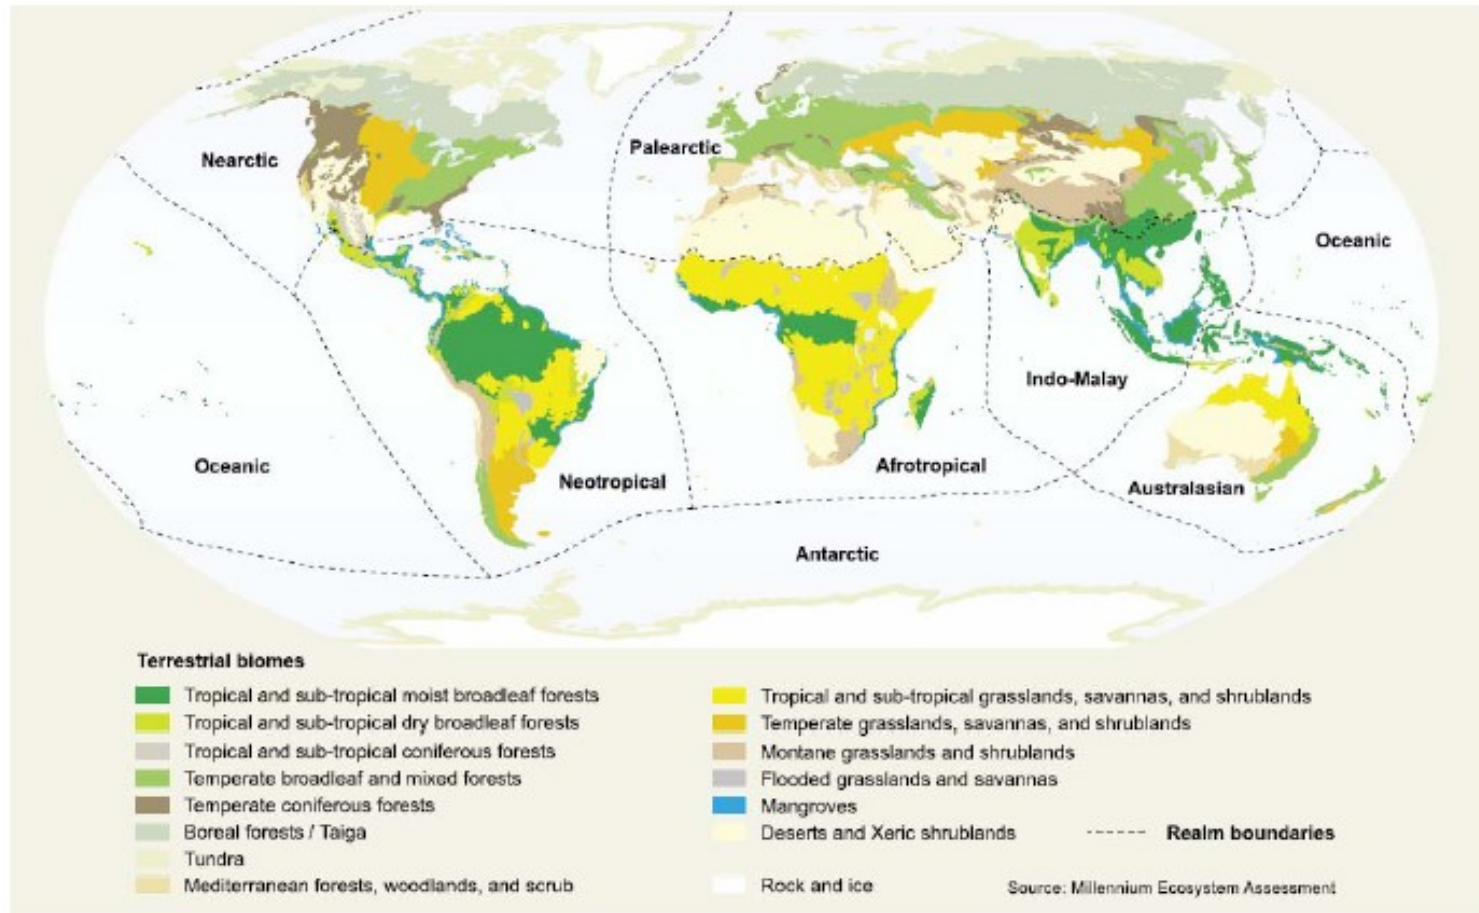 Nearctic
Palearctic
Oceanic
Indo-Malay
Oceanic
Neotropical
Afrotropical
Australasian
Antarctic
Terrestrial biomes
Tropical and sub-tropical moist broadleaf forests
Tropical and sub-tropical dry broadleaf forests
Tropical and sub-tropical coniferous forests
Temperate broadleaf and mixed forests
Temperate coniferous forests
Boreal forests / Taiga
Tundra
Mediterranean forests, woodlands, and scrub
Tropical and sub-tropical grasslands, savannas, and shrublands
Temperate grasslands, savannas, and shrublands
Montane grasslands and shrublands
Flooded grasslands and savannas
Mangroves
Deserts and Xeric shrublands
Rock and ice
Realm boundaries
Source: Millennium Ecosystem Assessment